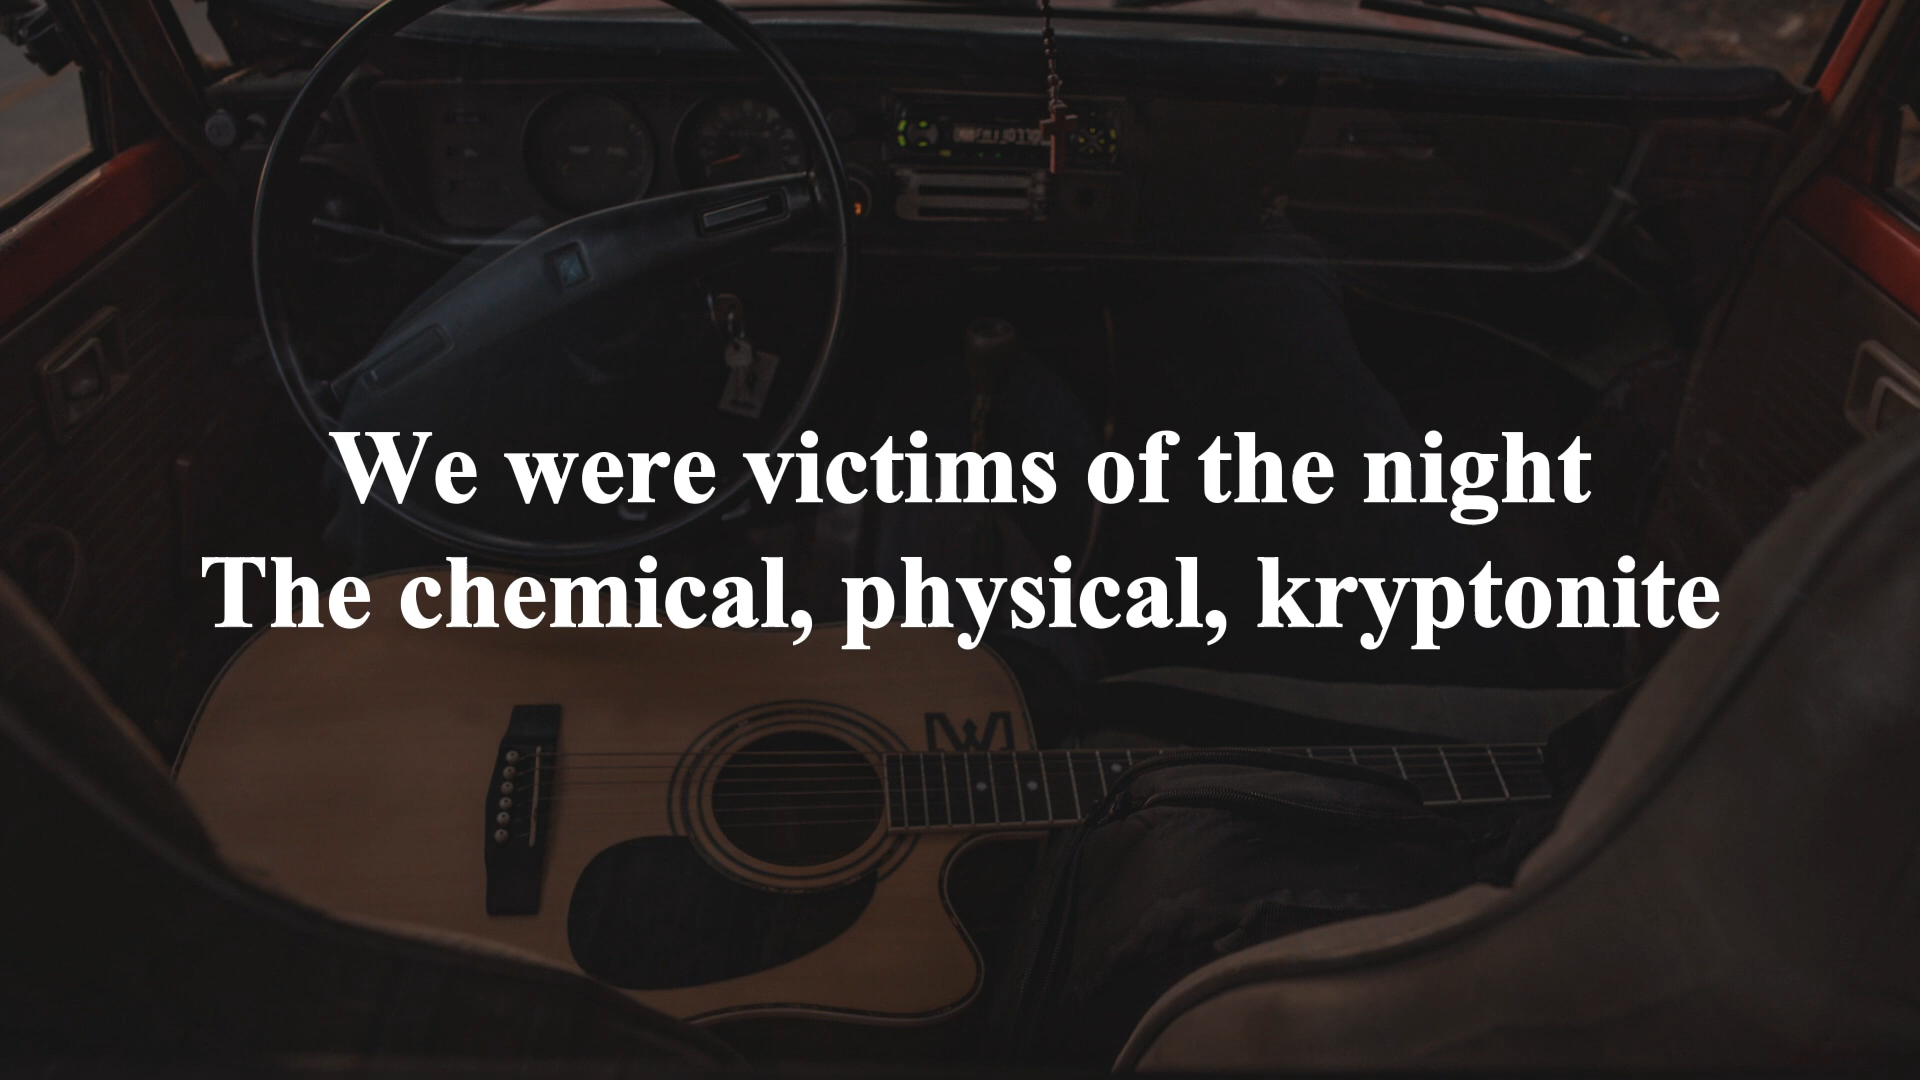 We were victims of the night
The chemical, physical, kryptonite